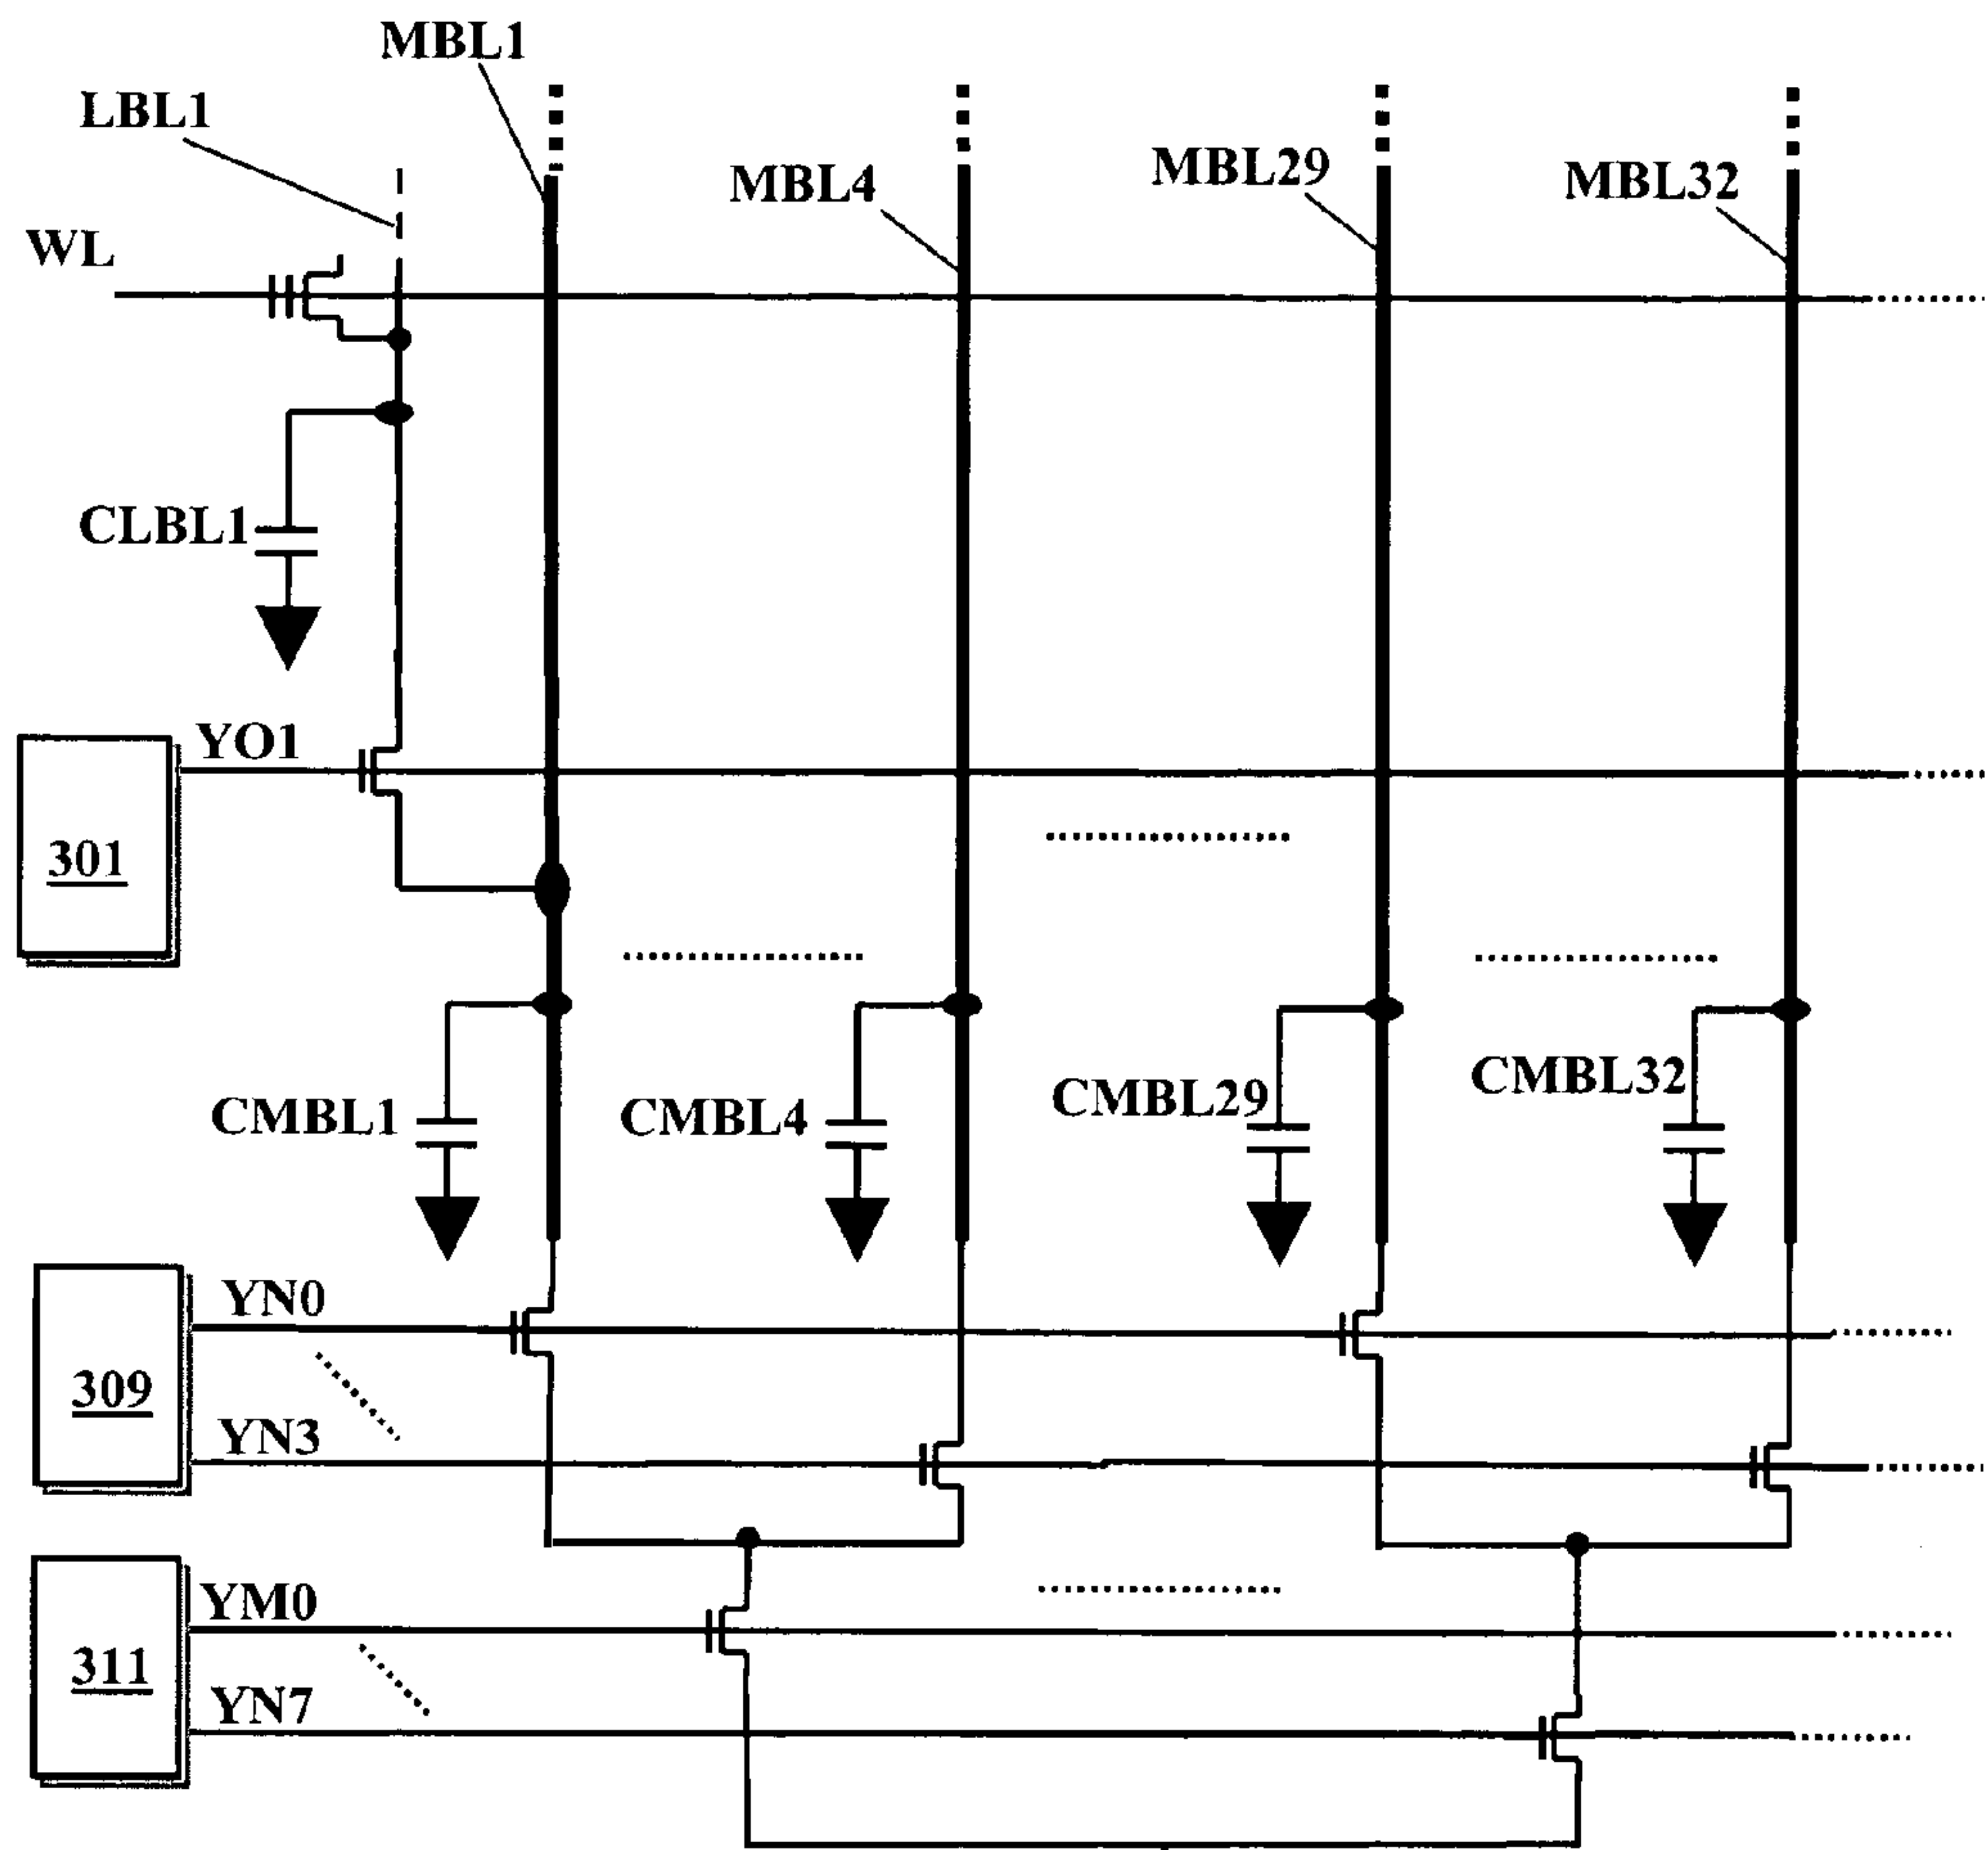 MBL1
LBL1
MBL4
MBL29
MBL32
WL
CLBL1
YO1
301
CMBL1
CMBL4
CMBL29
CMBL32
YN0
309
YN3
YM0
311
YN7